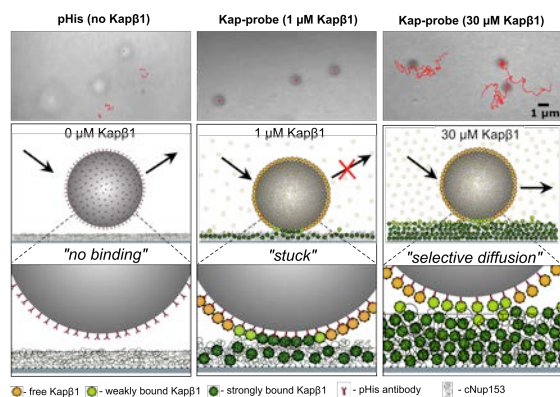 pHis (no Kapβ1)
Kap-probe (1 μM Kapβ1)
Kap-probe (30 μM Kapβ1)
1 μm
0 μM Kapβ1
1 μM Kapβ1
30 μM Kapβ1
"no binding"
"stuck"
"selective diffusion"
- free Kapβ1
- weakly bound Kapβ1
- strongly bound Kapβ1
- pHis antibody
- cNup153